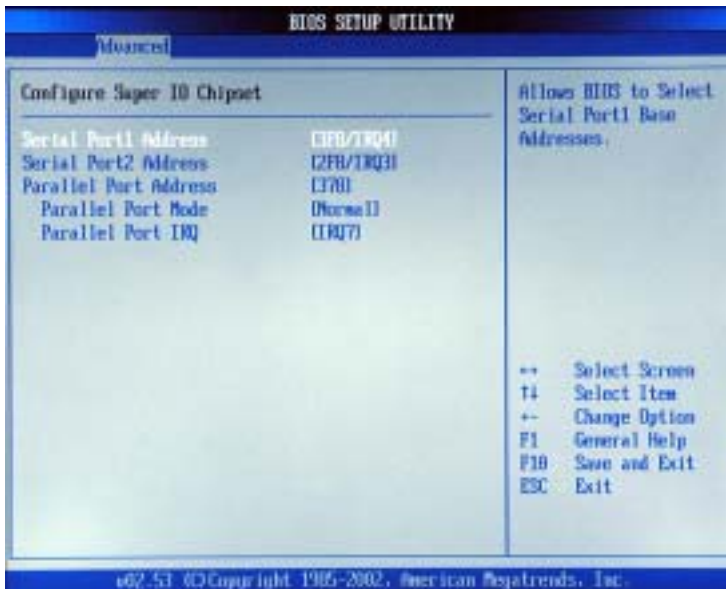 BIOS SETUP UTILITY
Advanced
Configure Super IO Chipset
Serial Port1 Address [3F8/IRQ4]
Serial Port2 Address [2F8/IRQ3]
Parallel Port Address [378]
Parallel Port Mode [Normal]
Parallel Port IRQ [IRQ7]
Allows BIOS to Select
Serial Port1 Base
Addresses.
↔ Select Screen
↑↓ Select Item
+- Change Option
F1 General Help
F10 Save and Exit
ESC Exit
v02.53 (C)Copyright 1985-2002, American Megatrends, Inc.